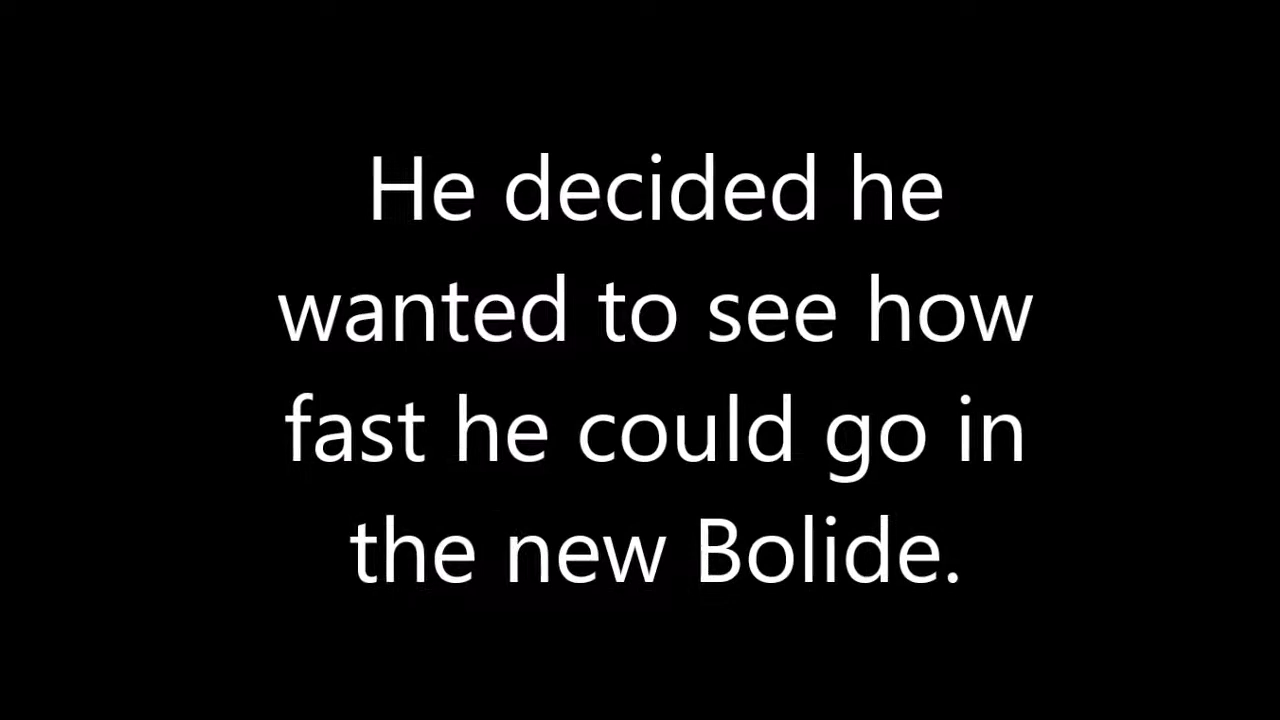 He decided he
wanted to see how
fast he could go in
the new Bolide.